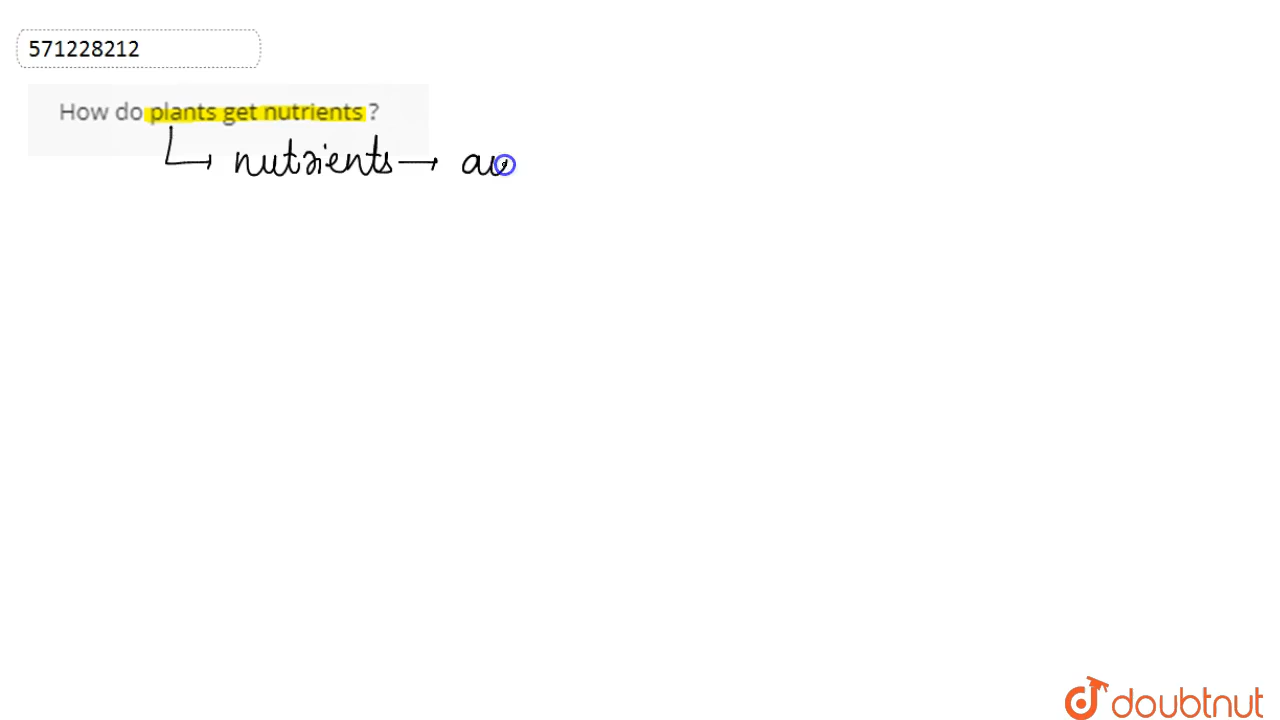 571228212
How do plants get nutrients ?
nutrients → a
doubtnut